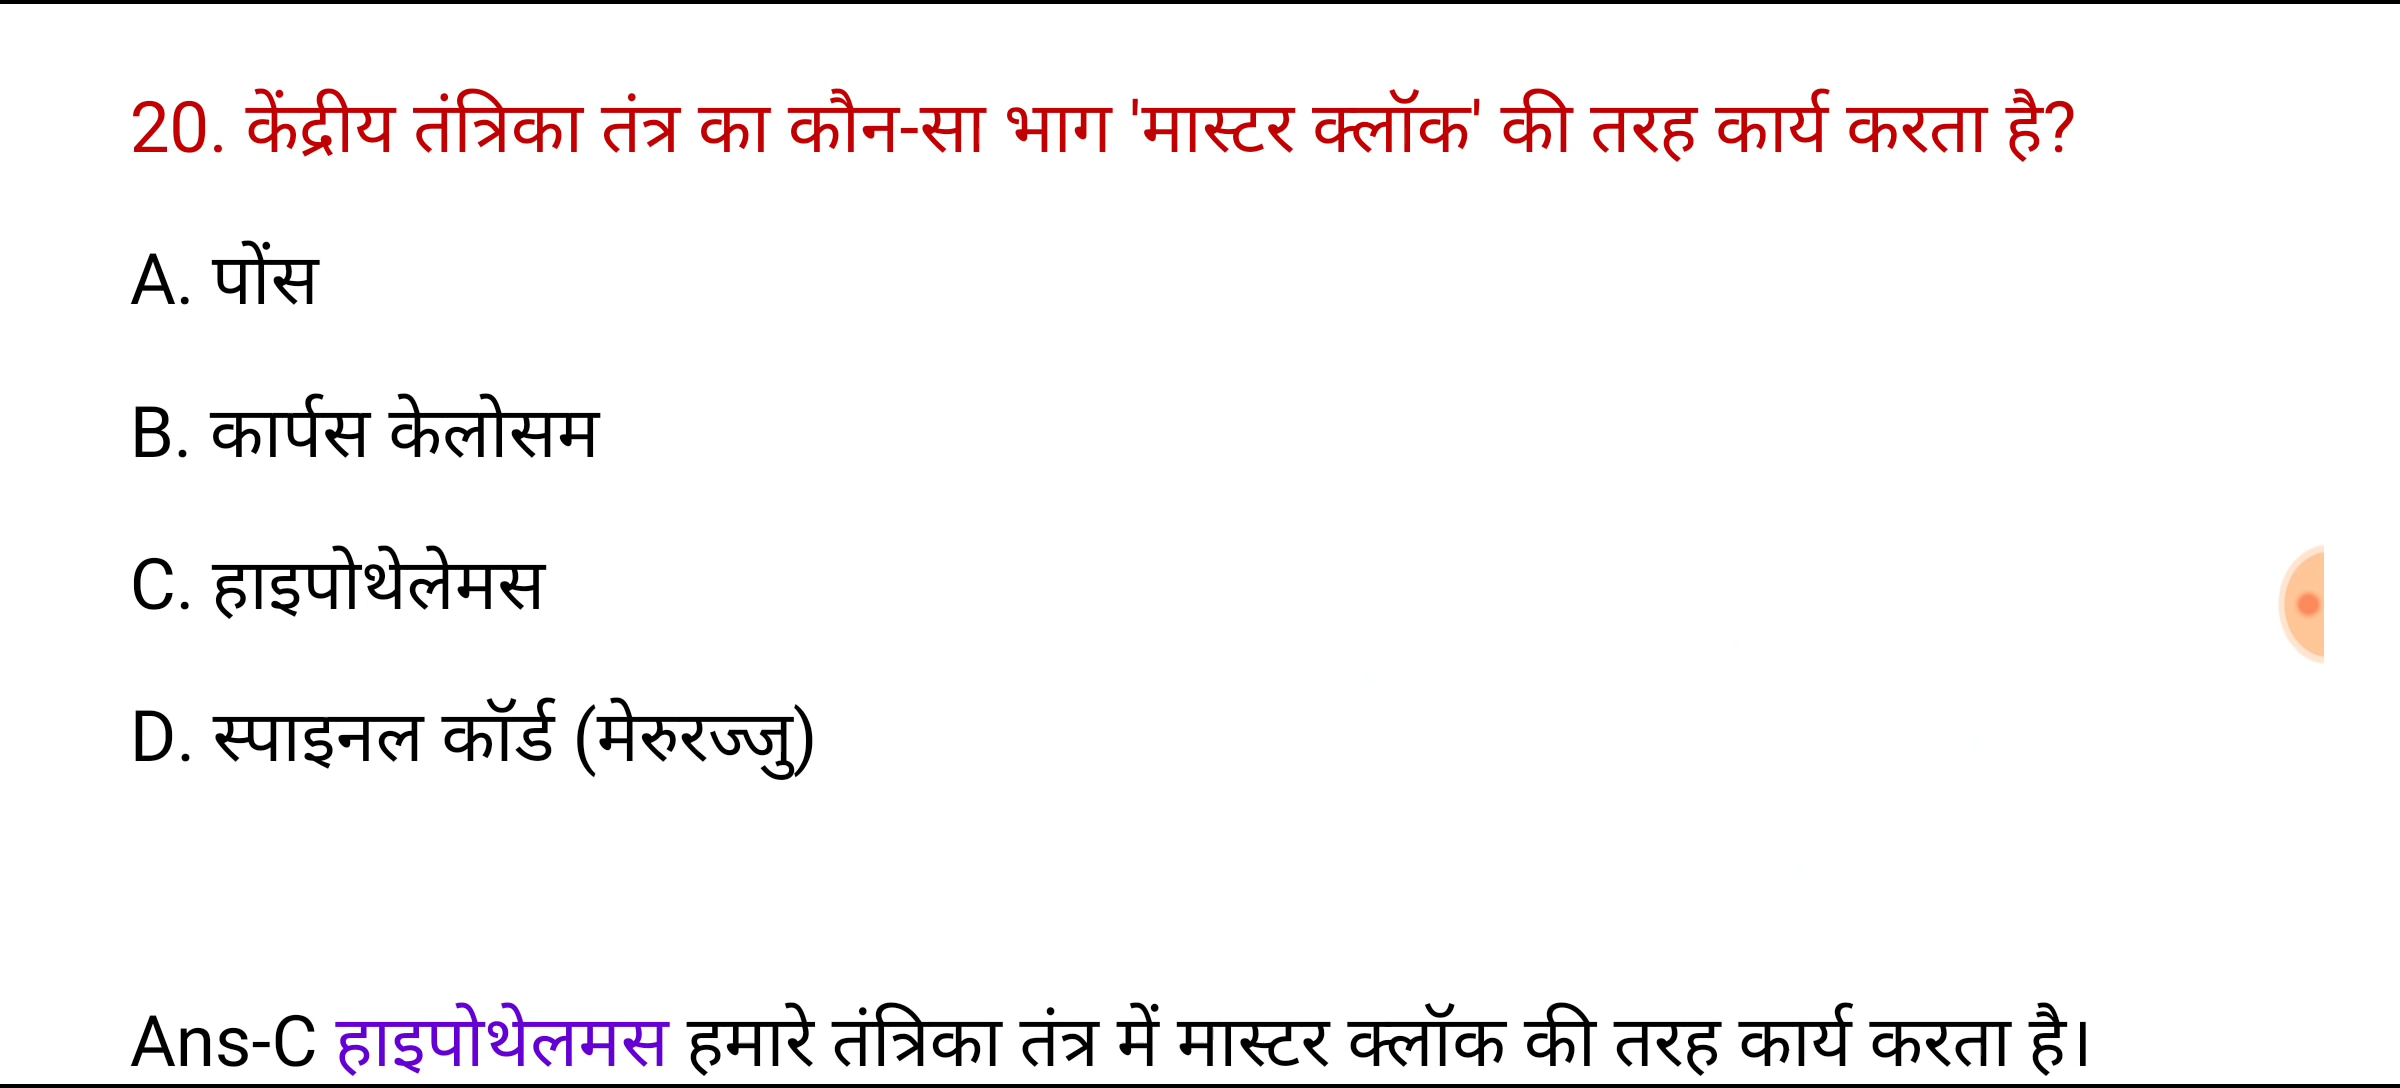 20. केंद्रीय तंत्रिका तंत्र का कौन-सा भाग 'मास्टर क्लॉक' की तरह कार्य करता है?
A. पोंस
B. कार्पस केलोसम
C. हाइपोथेलेमस
D. स्पाइनल कॉर्ड (मेरुरज्जु)
Ans-C हाइपोथेलमस हमारे तंत्रिका तंत्र में मास्टर क्लॉक की तरह कार्य करता है।